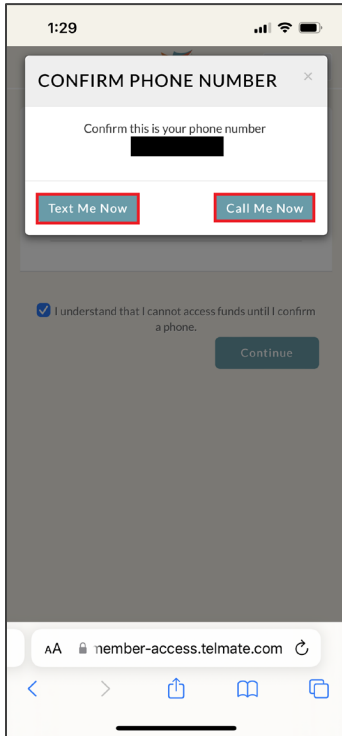 1:29
CONFIRM PHONE NUMBER ×
Confirm this is your phone number
Text Me Now
Call Me Now
I understand that I cannot access funds until I confirm
a phone.
Continue
AA
member-access.telmate.com